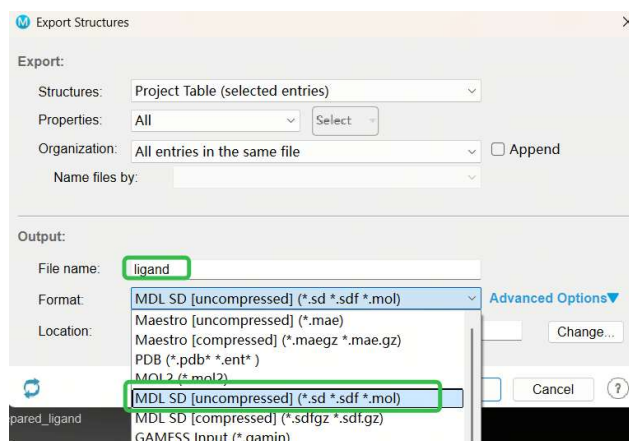 Export Structures
Export:
Structures: Project Table (selected entries)
Properties: All Select
Organization: All entries in the same file Append
Name files by:
Output:
File name: ligand
Format: MDL SD [uncompressed] (*.sd *.sdf *.mol) Advanced Options▼
Maestro [uncompressed] (*.mae)
Location: Change...
Maestro [compressed] (*.maegz *.mae.gz)
PDB (*.pdb* *.ent* )
MOL2 (*.mol2)
MDL SD [uncompressed] (*.sd *.sdf *.mol)
Cancel ?
MDL SD [compressed] (*.sdfgz *.sdf.gz)
pared_ligand
GAMESS Input (*.gamin)